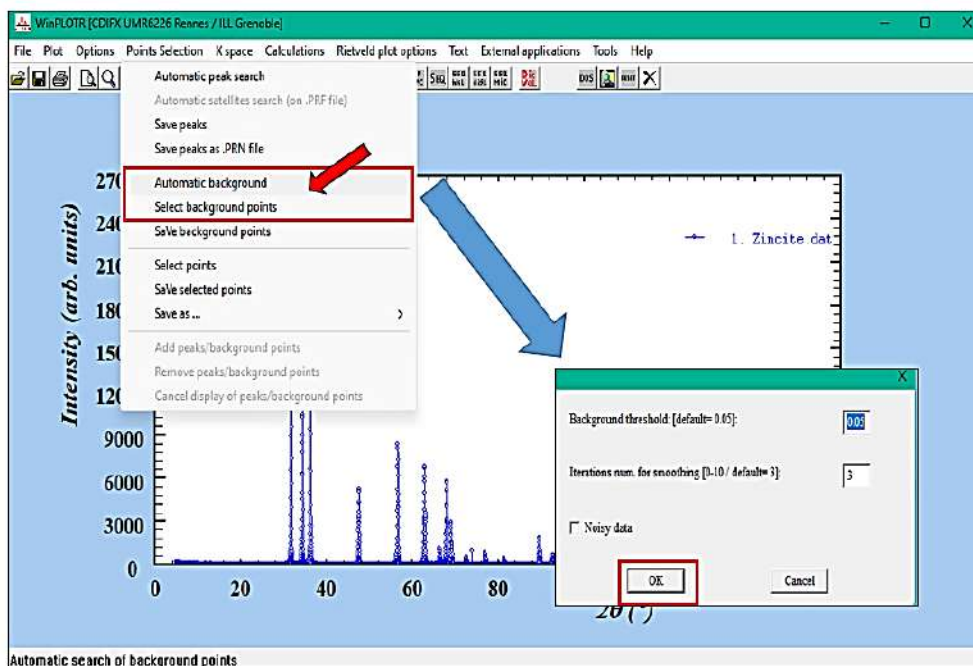 WinPLOTR [CDIFX UMR6226 Rennes / ILL Grenoble]
File Plot Options Points Selection K space Calculations Rietveld plot options Text External applications Tools Help
Automatic peak search
Automatic satellites search (on .PRF file)
Save peaks
Save peaks as .PRN file
Automatic background
Select background points
SaVe background points
Select points
SaVe selected points
Save as ...
Add peaks/background points
Remove peaks/background points
Cancel display of peaks/background points
Intensity (arb. units)
270
240
210
180
150
120
9000
6000
3000
0
0 20 40 60 80
2θ (°)
1. Zincite dat
Background threshold: [default= 0.05]:
0.05
Iterations num. for smoothing [0-10 / default= 3]:
3
Noisy data
OK Cancel
Automatic search of background points